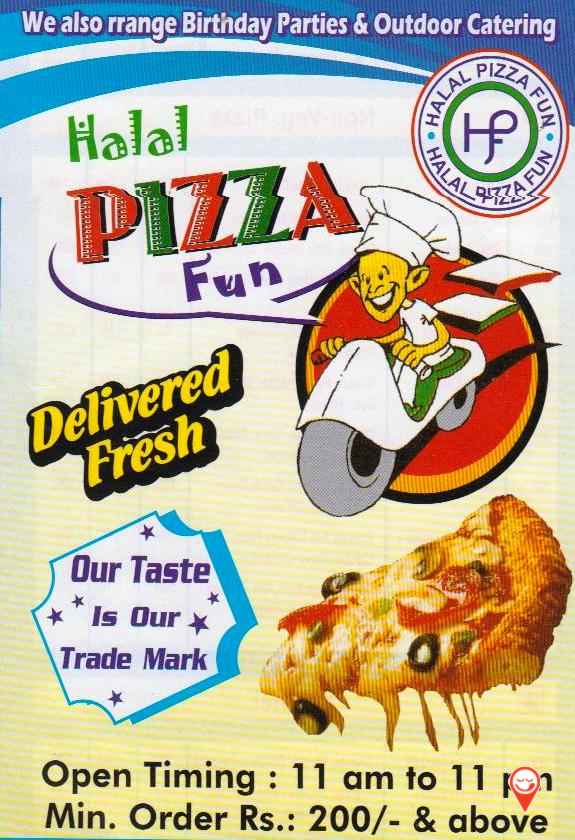 We also rrange Birthday Parties & Outdoor Catering
HALAL PIZZA FUN
HPF
HALAL PIZZA FUN
Halal
PIZZA
Fun
Delivered
Fresh
Our Taste
Is Our
Trade Mark
Open Timing : 11 am to 11 pm
Min. Order Rs.: 200/- & above